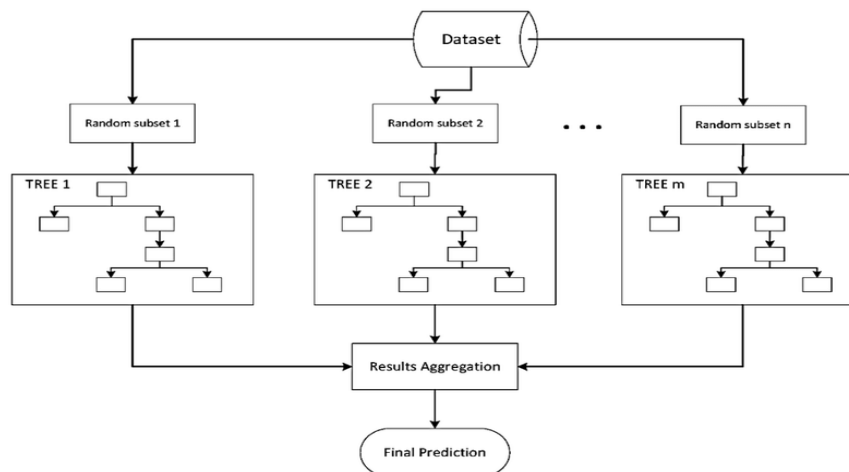 Dataset
Random subset 1
Random subset 2
...
Random subset n
TREE 1
TREE 2
TREE m
Results Aggregation
Final Prediction